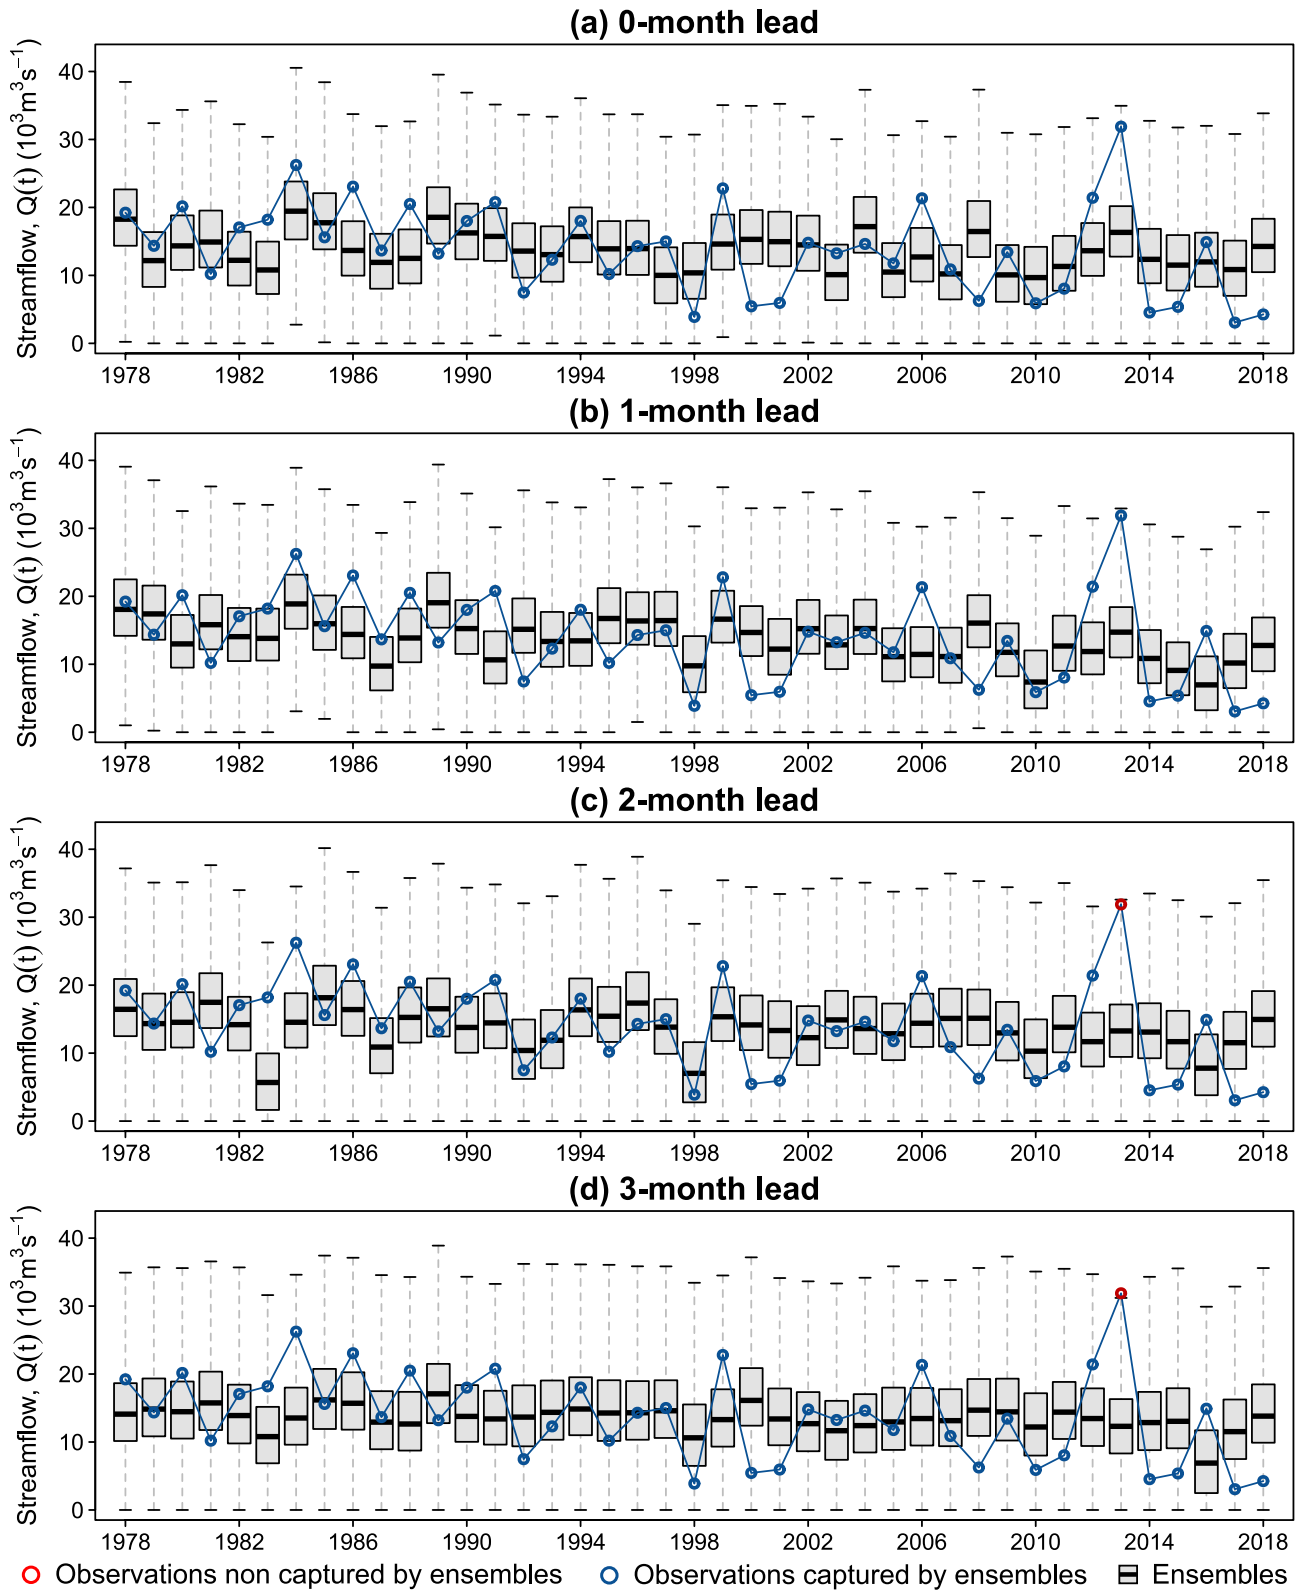 (a) 0-month lead
Streamflow, Q(t) (10³m³s⁻¹)
40
30
20
10
0
1978 1982 1986 1990 1994 1998 2002 2006 2010 2014 2018
(b) 1-month lead
Streamflow, Q(t) (10³m³s⁻¹)
40
30
20
10
0
1978 1982 1986 1990 1994 1998 2002 2006 2010 2014 2018
(c) 2-month lead
Streamflow, Q(t) (10³m³s⁻¹)
40
30
20
10
0
1978 1982 1986 1990 1994 1998 2002 2006 2010 2014 2018
(d) 3-month lead
Streamflow, Q(t) (10³m³s⁻¹)
40
30
20
10
0
1978 1982 1986 1990 1994 1998 2002 2006 2010 2014 2018
Observations non captured by ensembles Observations captured by ensembles Ensembles